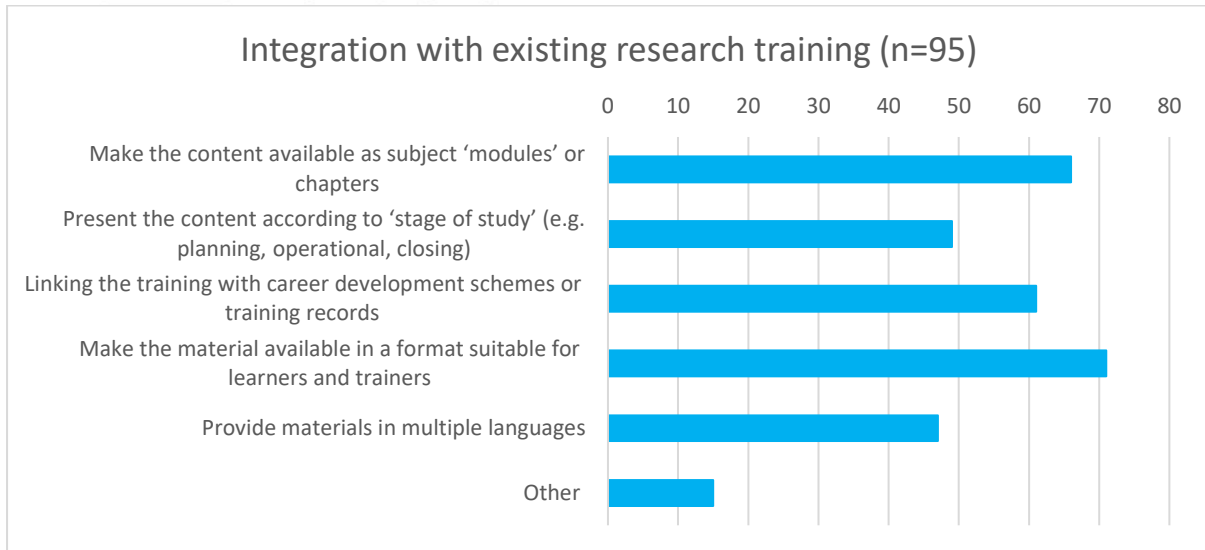 Integration with existing research training (n=95)
0 10 20 30 40 50 60 70 80
Make the content available as subject ‘modules’ or
chapters
Present the content according to ‘stage of study’ (e.g.
planning, operational, closing)
Linking the training with career development schemes or
training records
Make the material available in a format suitable for
learners and trainers
Provide materials in multiple languages
Other